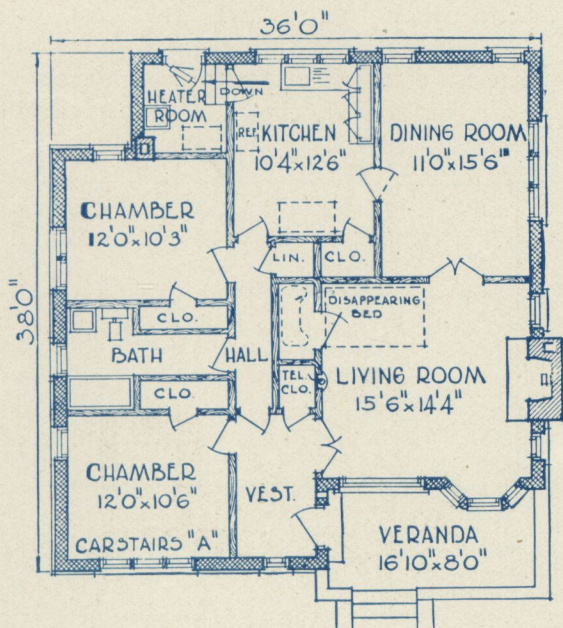 36'0"
HEATER
ROOM
DOWN
REF.
KITCHEN
10'4"x12'6"
DINING ROOM
11'0"x15'6"
CHAMBER
12'0"x10'3"
LIN.
CLO.
38'0"
CLO.
DISAPPEARING
BED
BATH
HALL
CLO.
TEL.
CLO.
LIVING ROOM
15'6"x14'4"
CHAMBER
12'0"x10'6"
VEST.
CARSTAIRS "A"
VERANDA
16'10"x8'0"